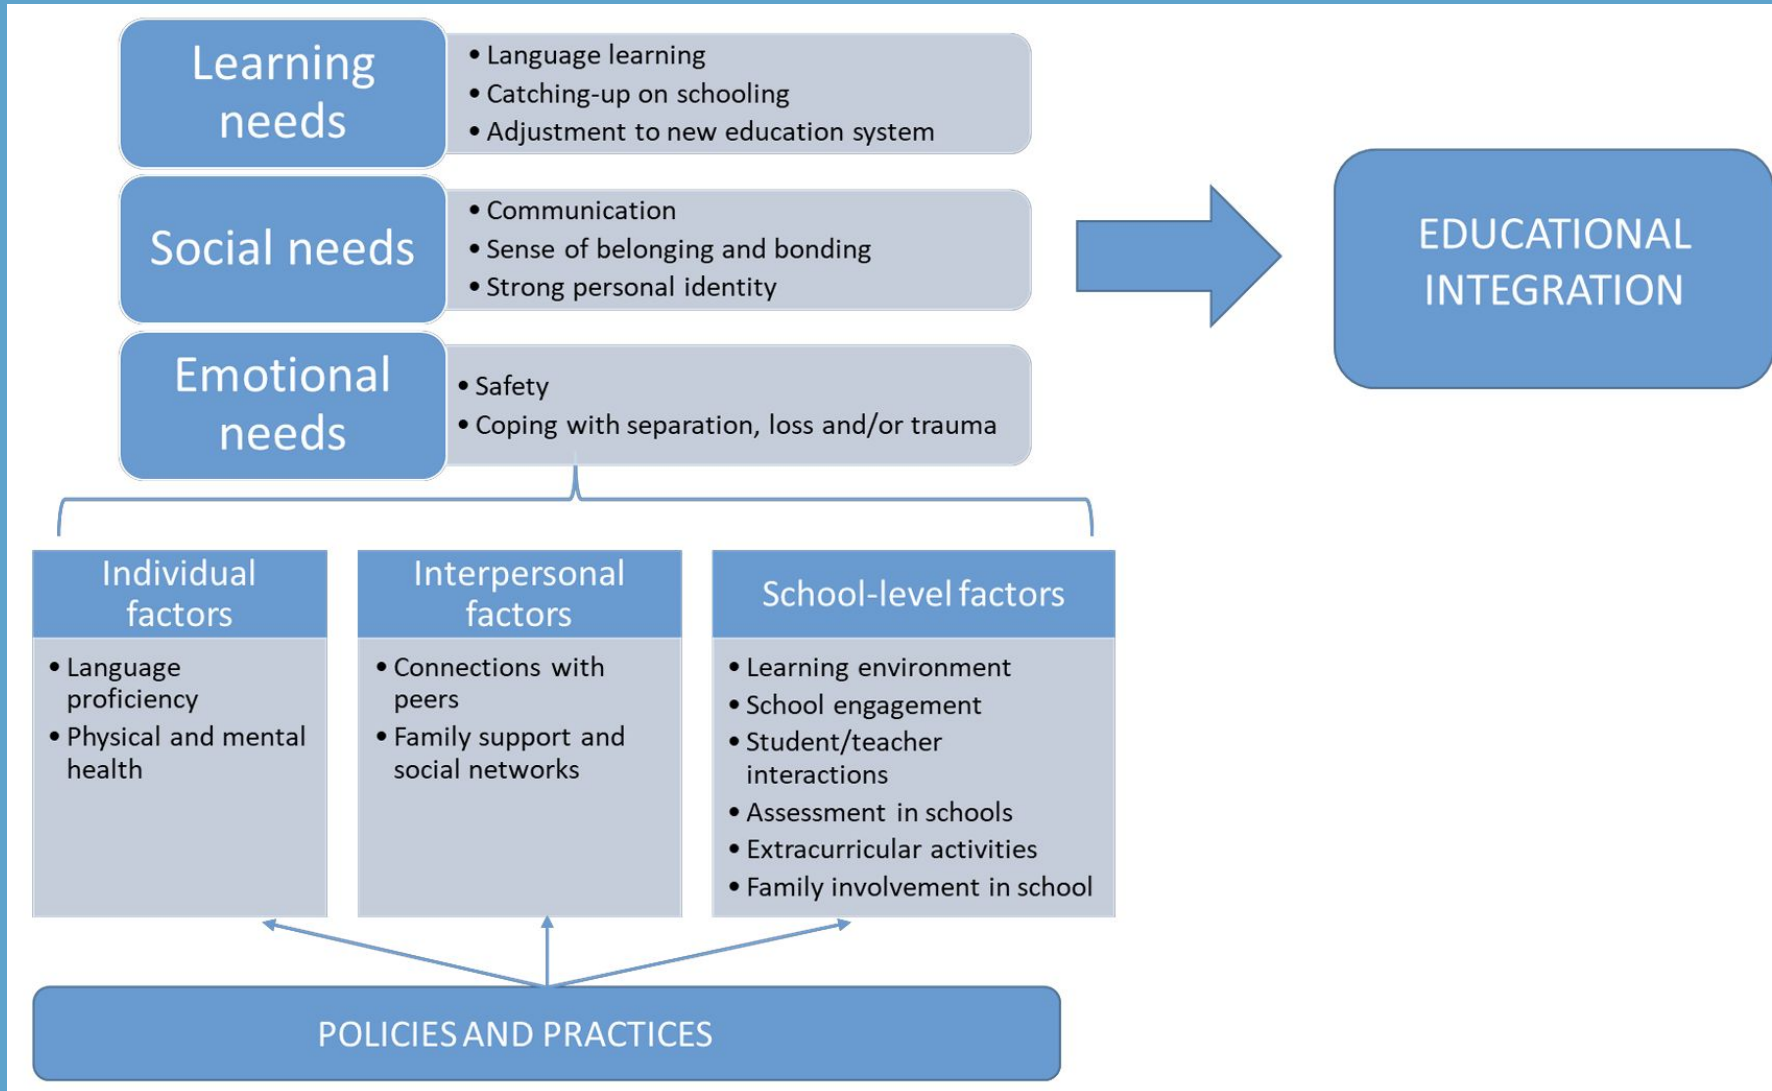 Learning
needs
• Language learning
• Catching-up on schooling
• Adjustment to new education system
Social needs
• Communication
• Sense of belonging and bonding
• Strong personal identity
Emotional
needs
• Safety
• Coping with separation, loss and/or trauma
EDUCATIONAL
INTEGRATION
Individual
factors
• Language
proficiency
• Physical and mental
health
Interpersonal
factors
• Connections with
peers
• Family support and
social networks
School-level factors
• Learning environment
• School engagement
• Student/teacher
interactions
• Assessment in schools
• Extracurricular activities
• Family involvement in school
POLICIES AND PRACTICES